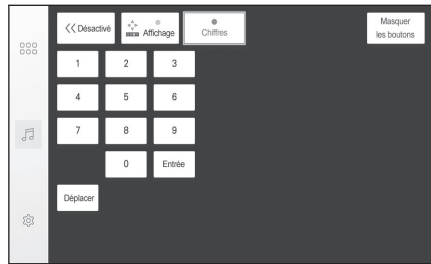 Désactivé
Affichage
Chiffres
Masquer
les boutons
1 2 3
4 5 6
7 8 9
0 Entrée
Déplacer